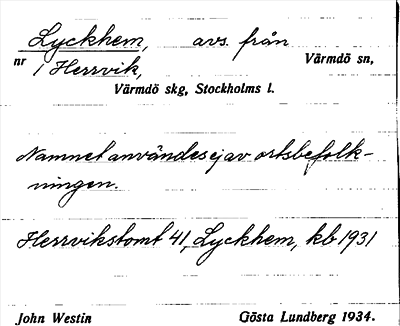 Lyckhem, avs. från
nr 1 Herrvik, Värmdö sn,
Värmdö skg, Stockholms l.
Namnet användes ej av ortsbefolk-
ningen.
Herrvikstomt 41, Lyckhem, kb 1931
John Westin Gösta Lundberg 1934.